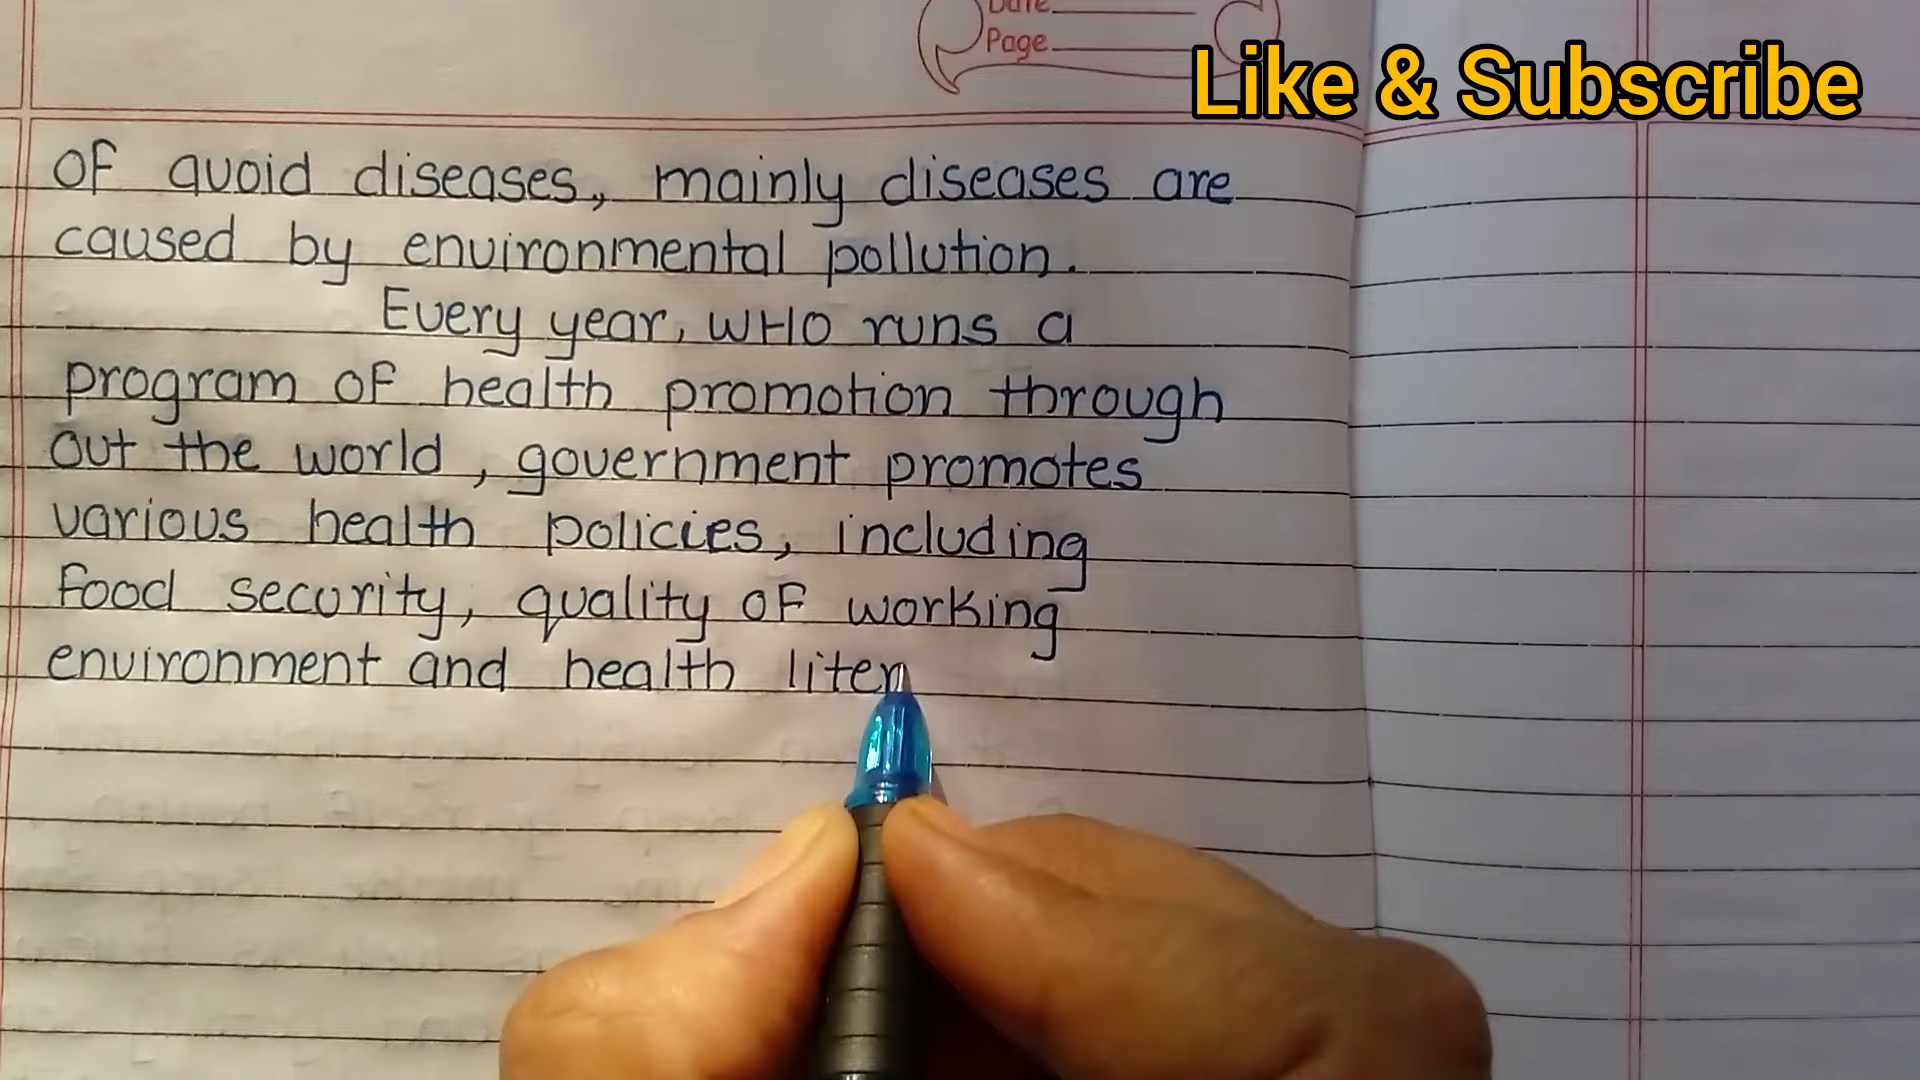 Date
Page
Like & Subscribe
of avoid diseases, mainly diseases are
caused by environmental pollution.
Every year, WHO runs a
program of health promotion through
out the world, government promotes
various health policies, including
food security, quality of working
environment and health liter